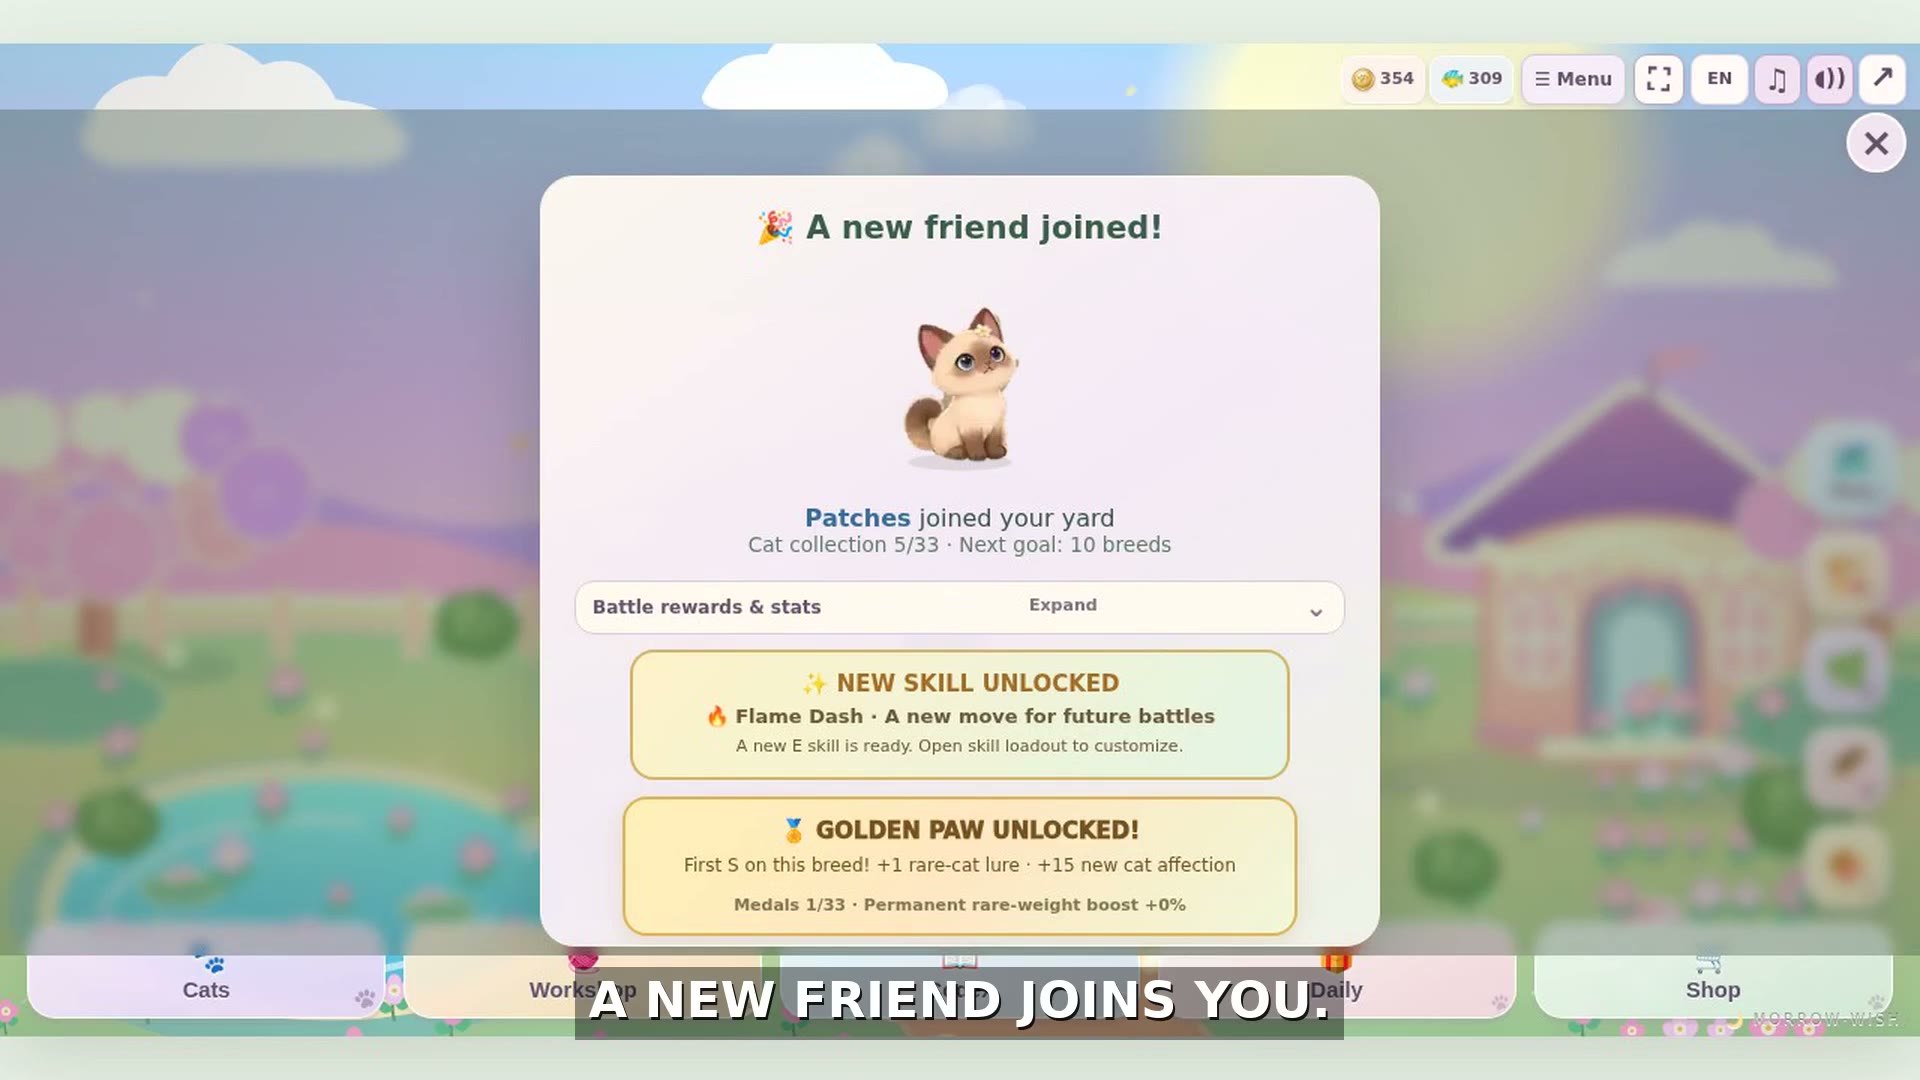 354
309
☰ Menu
EN
🎉 A new friend joined!
Patches joined your yard
Cat collection 5/33 · Next goal: 10 breeds
Battle rewards & stats
Expand
✨ NEW SKILL UNLOCKED
🔥 Flame Dash · A new move for future battles
A new E skill is ready. Open skill loadout to customize.
🏅 GOLDEN PAW UNLOCKED!
First S on this breed! +1 rare-cat lure · +15 new cat affection
Medals 1/33 · Permanent rare-weight boost +0%
Cats
Workshop
Daily
Shop
A NEW FRIEND JOINS YOU.
MORROW-WISH